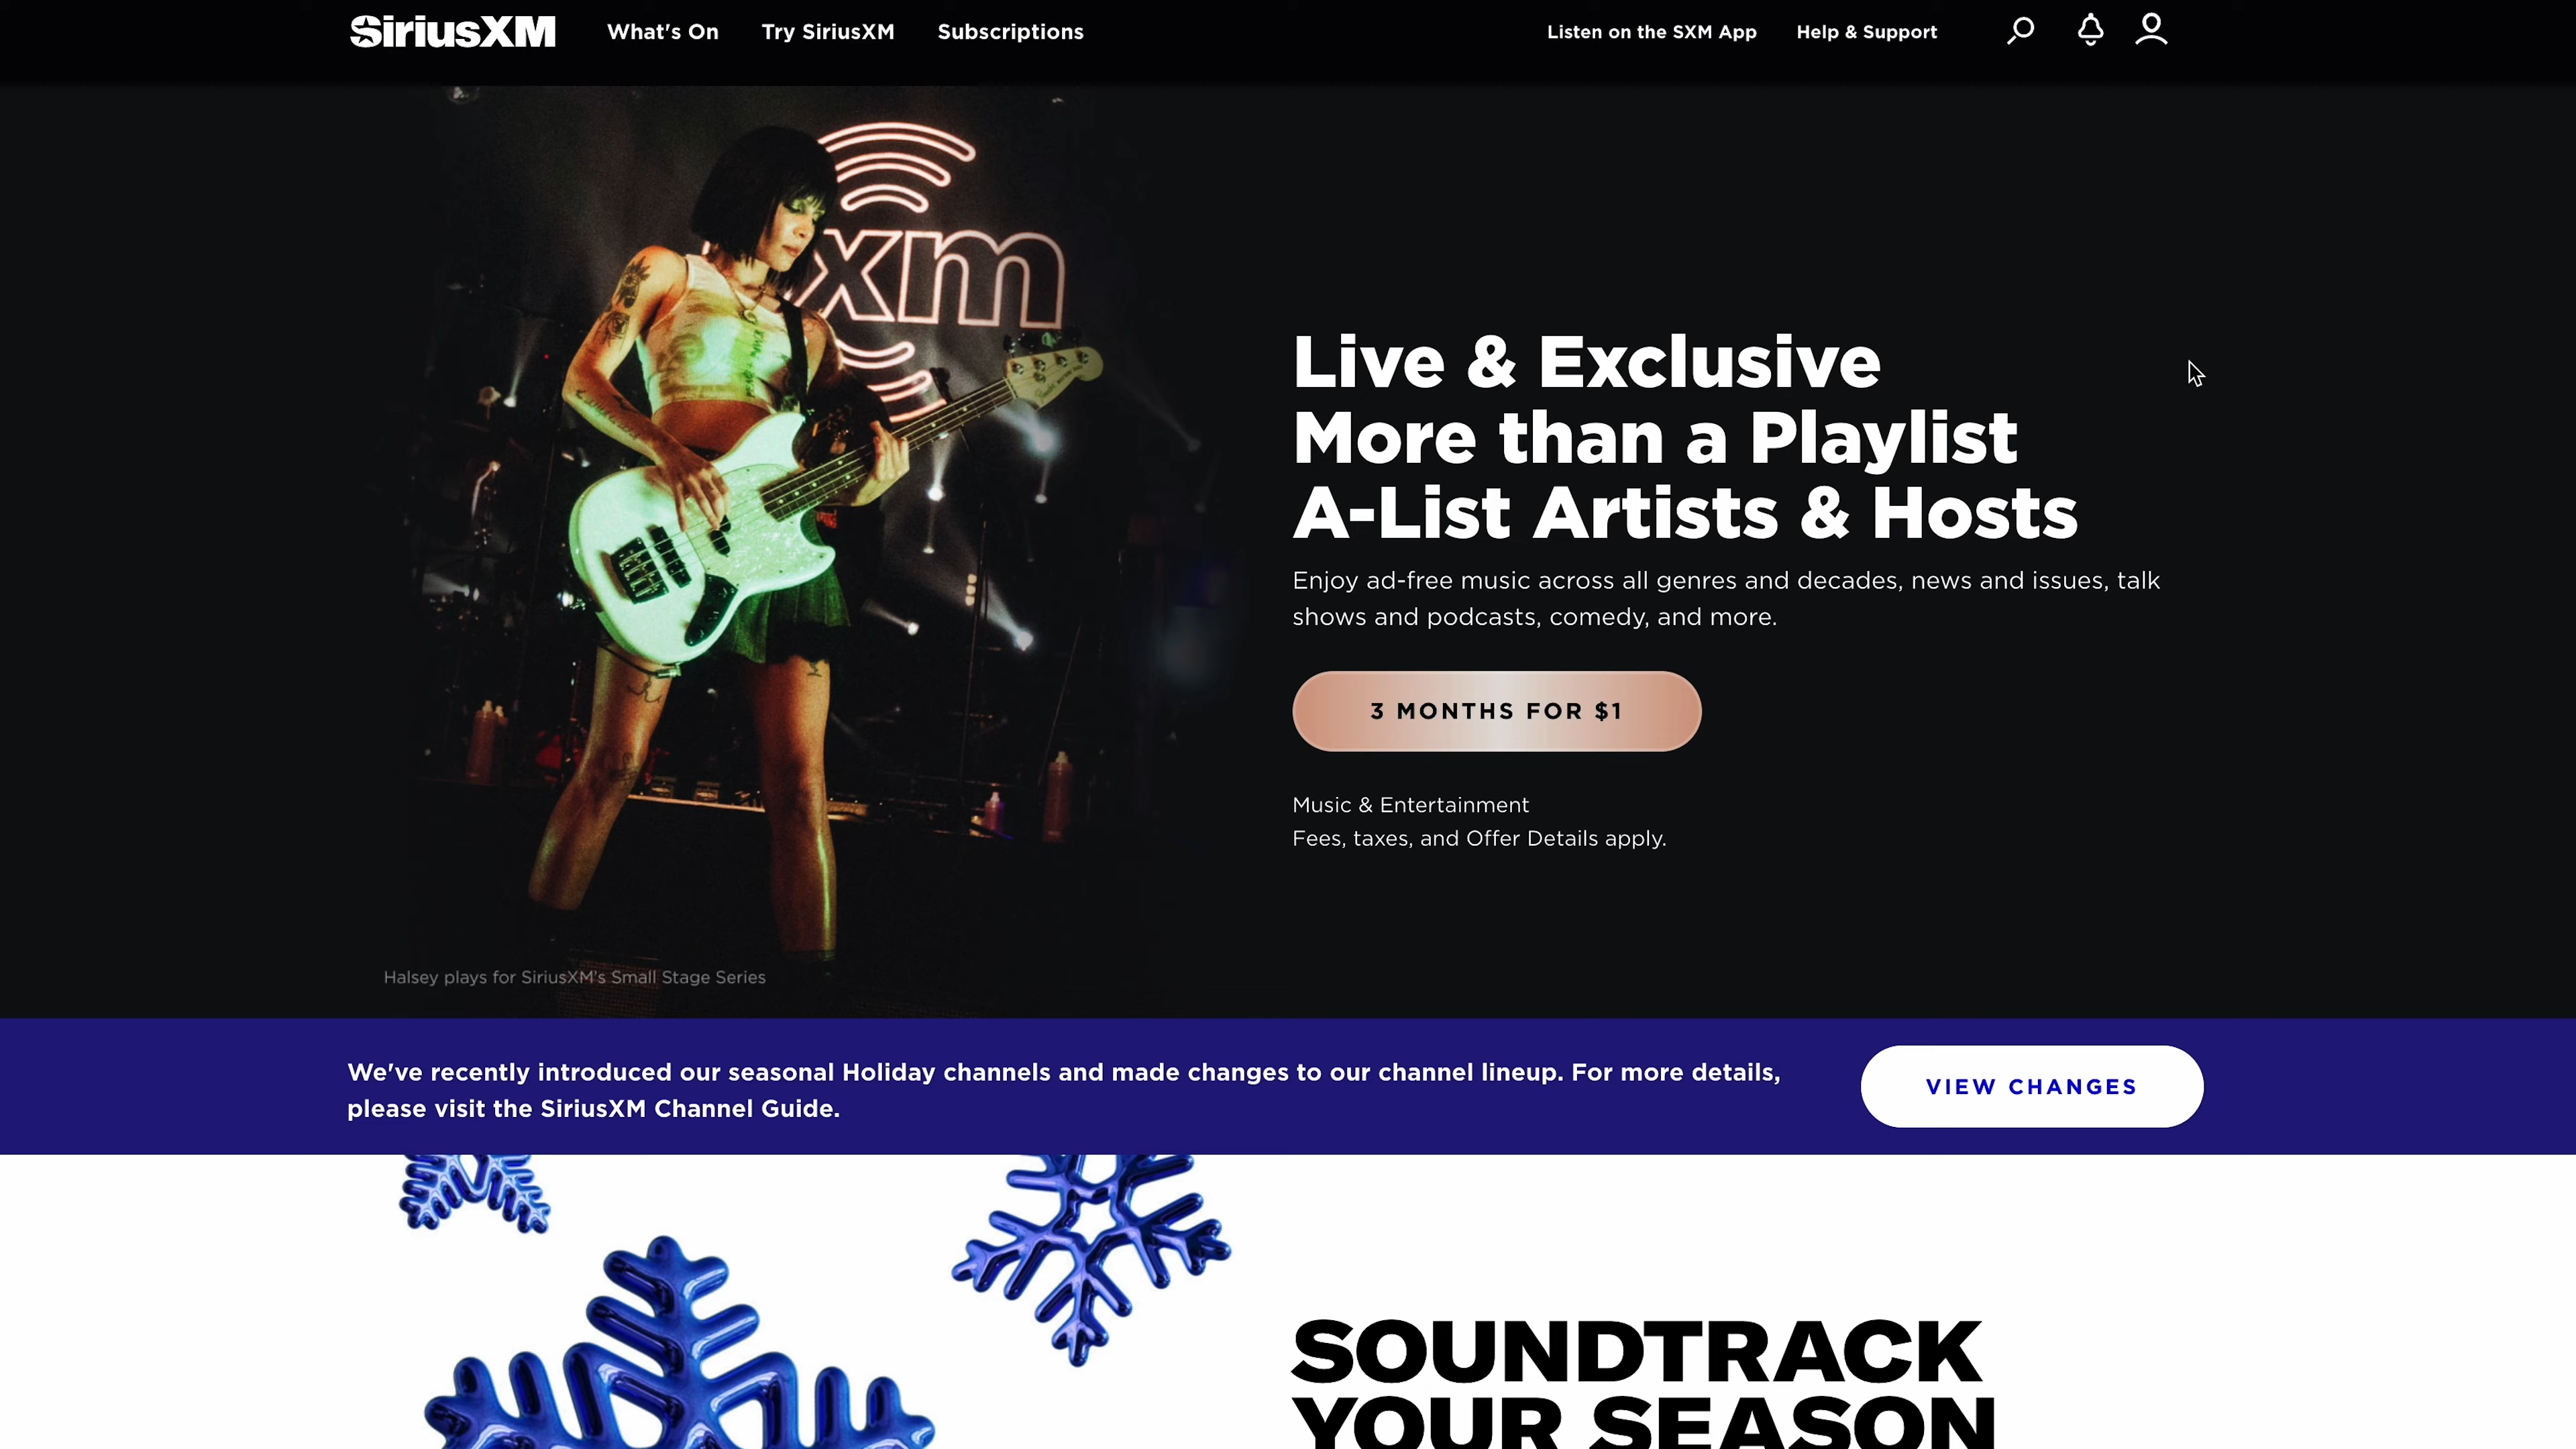 SiriusXM
What's On
Try SiriusXM
Subscriptions
Listen on the SXM App
Help & Support
xm
Live & Exclusive
More than a Playlist
A-List Artists & Hosts
Enjoy ad-free music across all genres and decades, news and issues, talk
shows and podcasts, comedy, and more.
3 MONTHS FOR $1
Music & Entertainment
Fees, taxes, and Offer Details apply.
Halsey plays for SiriusXM's Small Stage Series
We've recently introduced our seasonal Holiday channels and made changes to our channel lineup. For more details,
please visit the SiriusXM Channel Guide.
VIEW CHANGES
SOUNDTRACK
YOUR SEASON